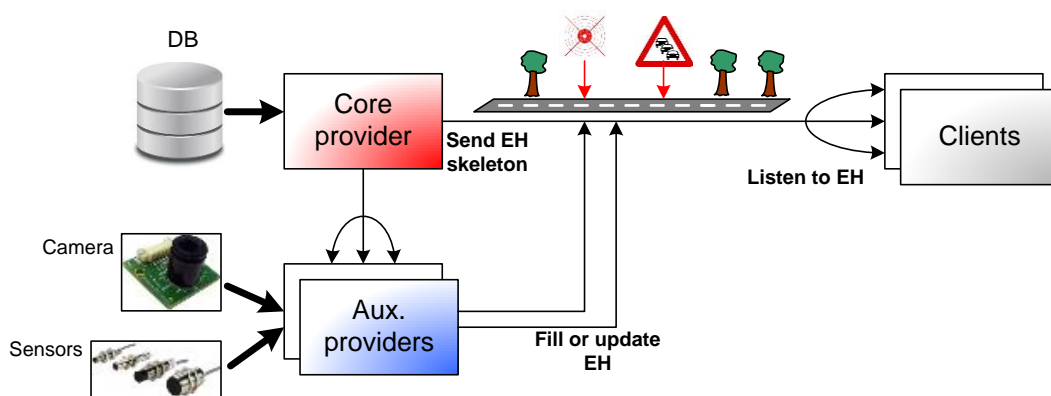 DB
Core
provider
Send EH
skeleton
Listen to EH
Clients
Camera
Sensors
Aux.
providers
Fill or update
EH